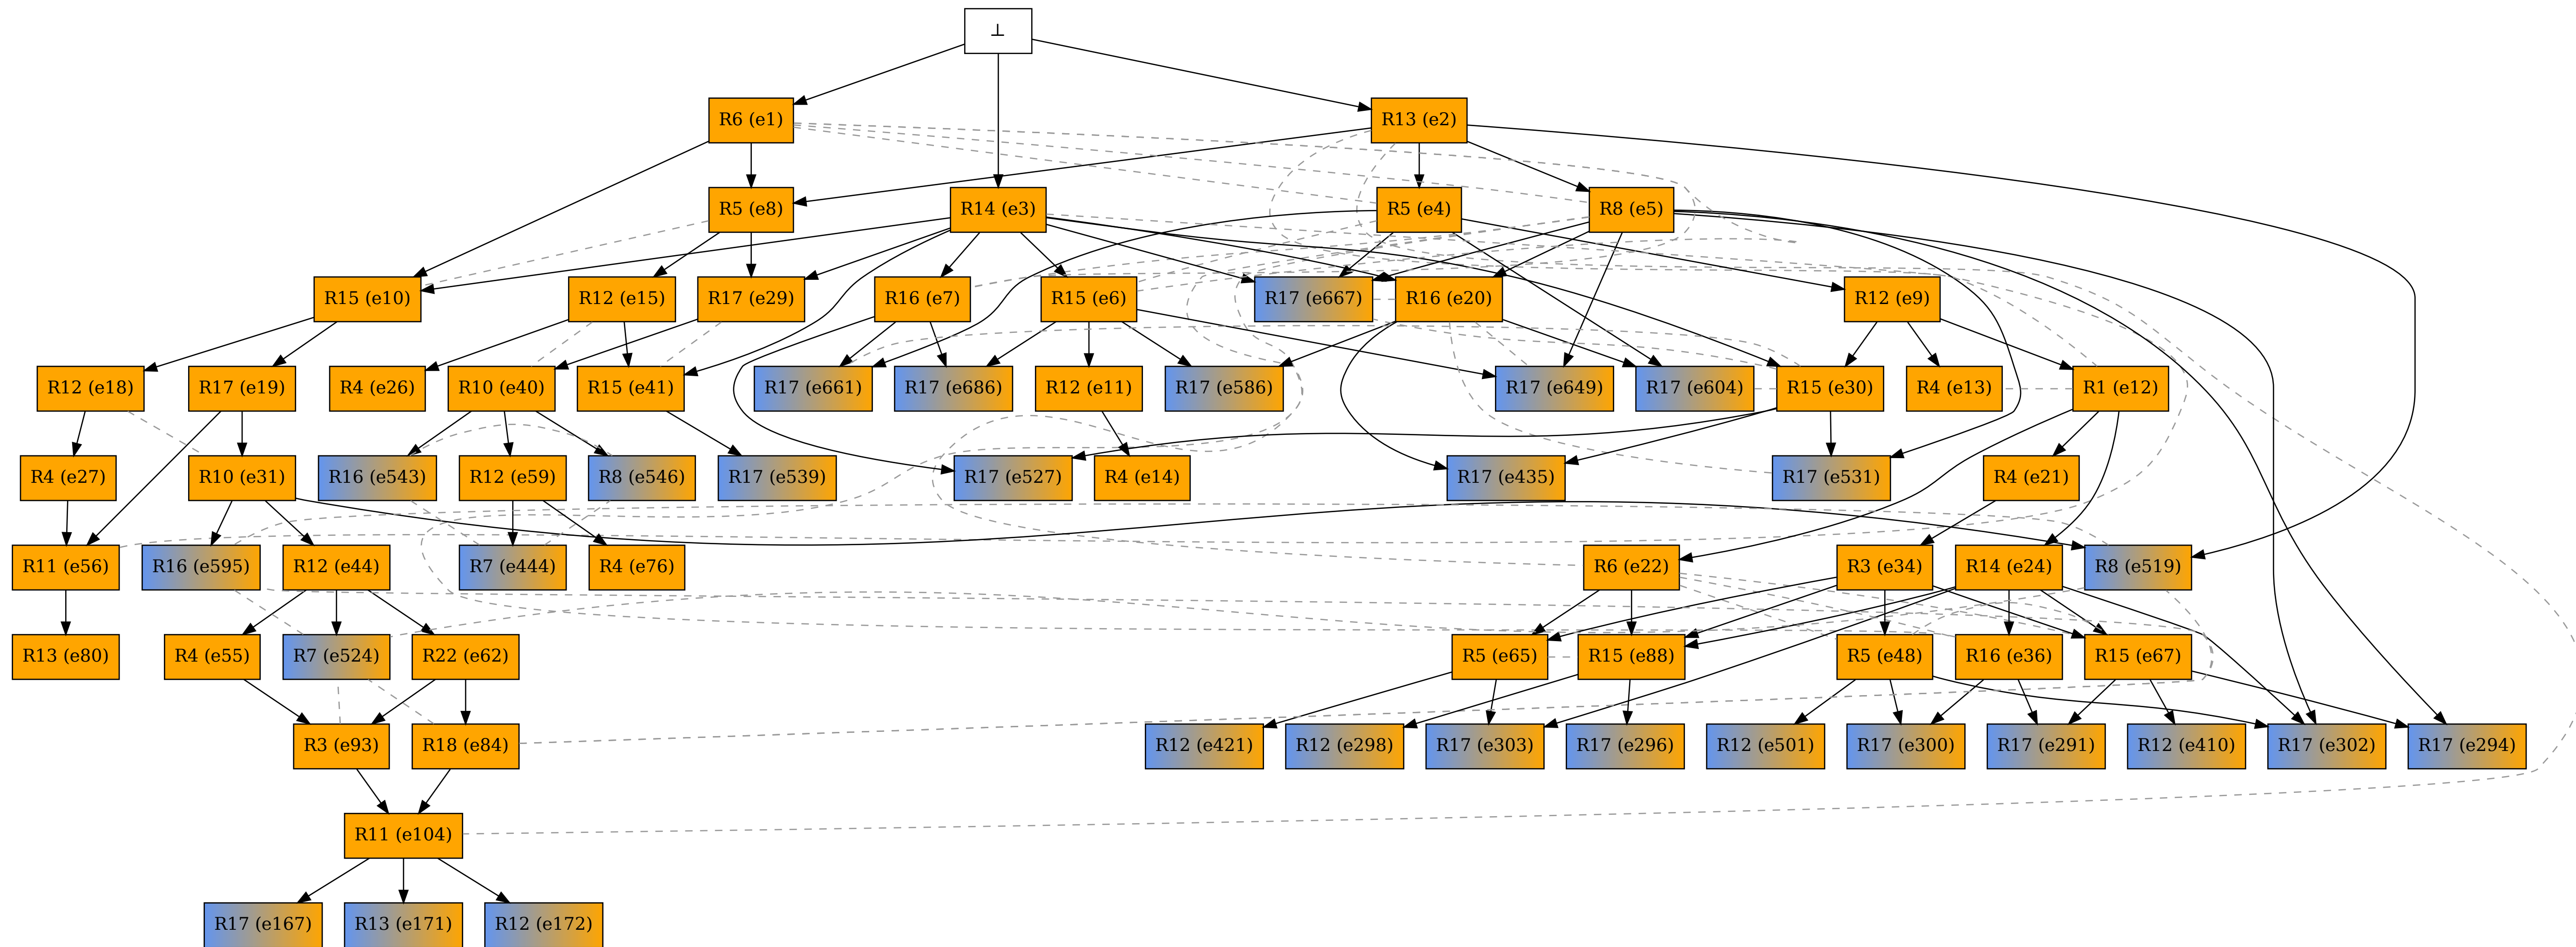 ⊥
R6 (e1)
R13 (e2)
R5 (e8)
R14 (e3)
R5 (e4)
R8 (e5)
R15 (e10)
R12 (e15)
R17 (e29)
R16 (e7)
R15 (e6)
R17 (e667)
R16 (e20)
R12 (e9)
R12 (e18)
R17 (e19)
R4 (e26)
R10 (e40)
R15 (e41)
R17 (e661)
R17 (e686)
R12 (e11)
R17 (e586)
R17 (e649)
R17 (e604)
R15 (e30)
R4 (e13)
R1 (e12)
R4 (e27)
R10 (e31)
R16 (e543)
R12 (e59)
R8 (e546)
R17 (e539)
R17 (e527)
R4 (e14)
R17 (e435)
R17 (e531)
R4 (e21)
R11 (e56)
R16 (e595)
R12 (e44)
R7 (e444)
R4 (e76)
R6 (e22)
R3 (e34)
R14 (e24)
R8 (e519)
R13 (e80)
R4 (e55)
R7 (e524)
R22 (e62)
R5 (e65)
R15 (e88)
R5 (e48)
R16 (e36)
R15 (e67)
R3 (e93)
R18 (e84)
R12 (e421)
R12 (e298)
R17 (e303)
R17 (e296)
R12 (e501)
R17 (e300)
R17 (e291)
R12 (e410)
R17 (e302)
R17 (e294)
R11 (e104)
R17 (e167)
R13 (e171)
R12 (e172)